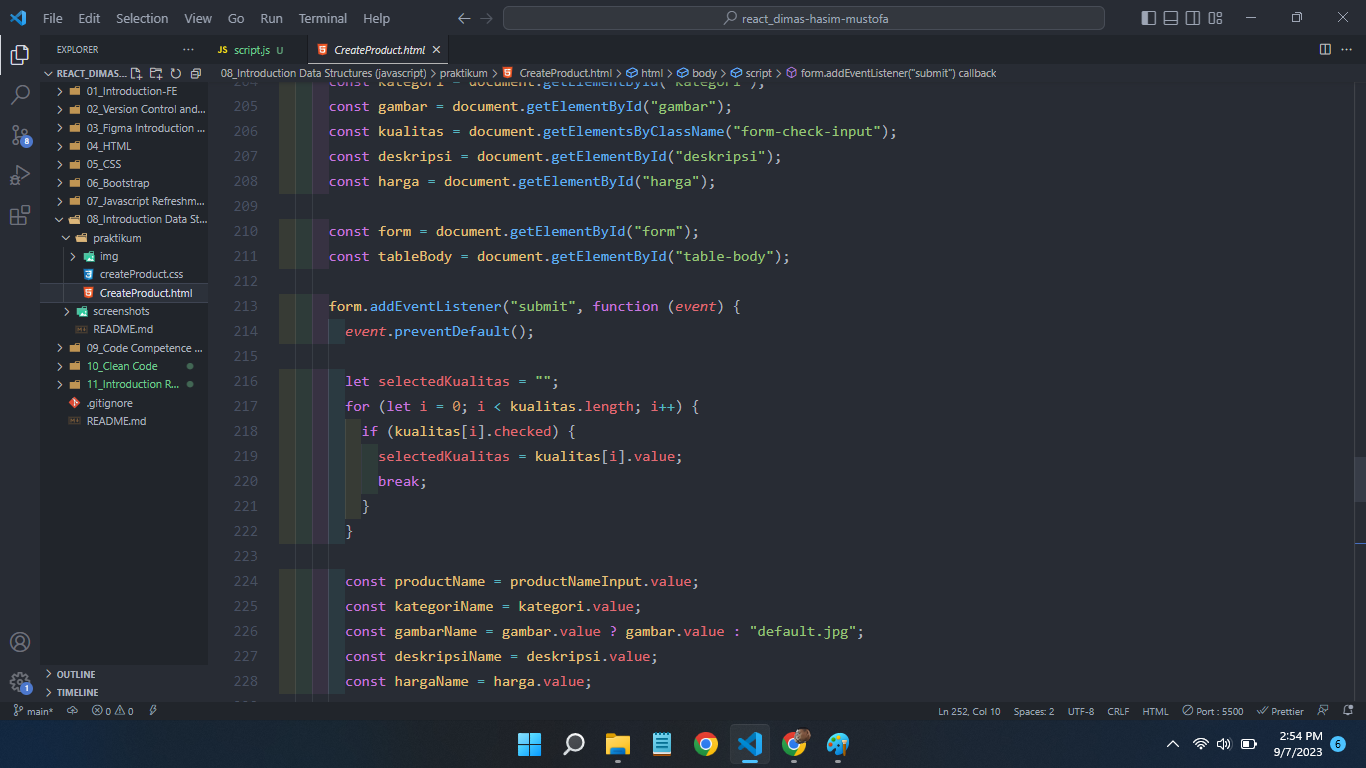 File Edit Selection View Go Run Terminal Help
react_dimas-hasim-mustofa
EXPLORER
JS script.js U
CreateProduct.html
REACT_DIMAS...
08_Introduction Data Structures (javascript) > praktikum > CreateProduct.html > html > body > script > form.addEventListener("submit") callback
01_Introduction-FE
02_Version Control and...
03_Figma Introduction ...
04_HTML
05_CSS
06_Bootstrap
07_Javascript Refreshm...
08_Introduction Data St...
praktikum
img
createProduct.css
CreateProduct.html
screenshots
README.md
09_Code Competence ...
10_Clean Code
11_Introduction R...
.gitignore
README.md
OUTLINE
TIMELINE
204 const kategori = document.getElementById("kategori");
205 const gambar = document.getElementById("gambar");
206 const kualitas = document.getElementsByClassName("form-check-input");
207 const deskripsi = document.getElementById("deskripsi");
208 const harga = document.getElementById("harga");
209
210 const form = document.getElementById("form");
211 const tableBody = document.getElementById("table-body");
212
213 form.addEventListener("submit", function (event) {
214 event.preventDefault();
215
216 let selectedKualitas = "";
217 for (let i = 0; i < kualitas.length; i++) {
218 if (kualitas[i].checked) {
219 selectedKualitas = kualitas[i].value;
220 break;
221 }
222 }
223
224 const productName = productNameInput.value;
225 const kategoriName = kategori.value;
226 const gambarName = gambar.value ? gambar.value : "default.jpg";
227 const deskripsiName = deskripsi.value;
228 const hargaName = harga.value;
8
1
main* 0 0
Ln 252, Col 10 Spaces: 2 UTF-8 CRLF HTML Port : 5500 Prettier
2:54 PM
9/7/2023
6